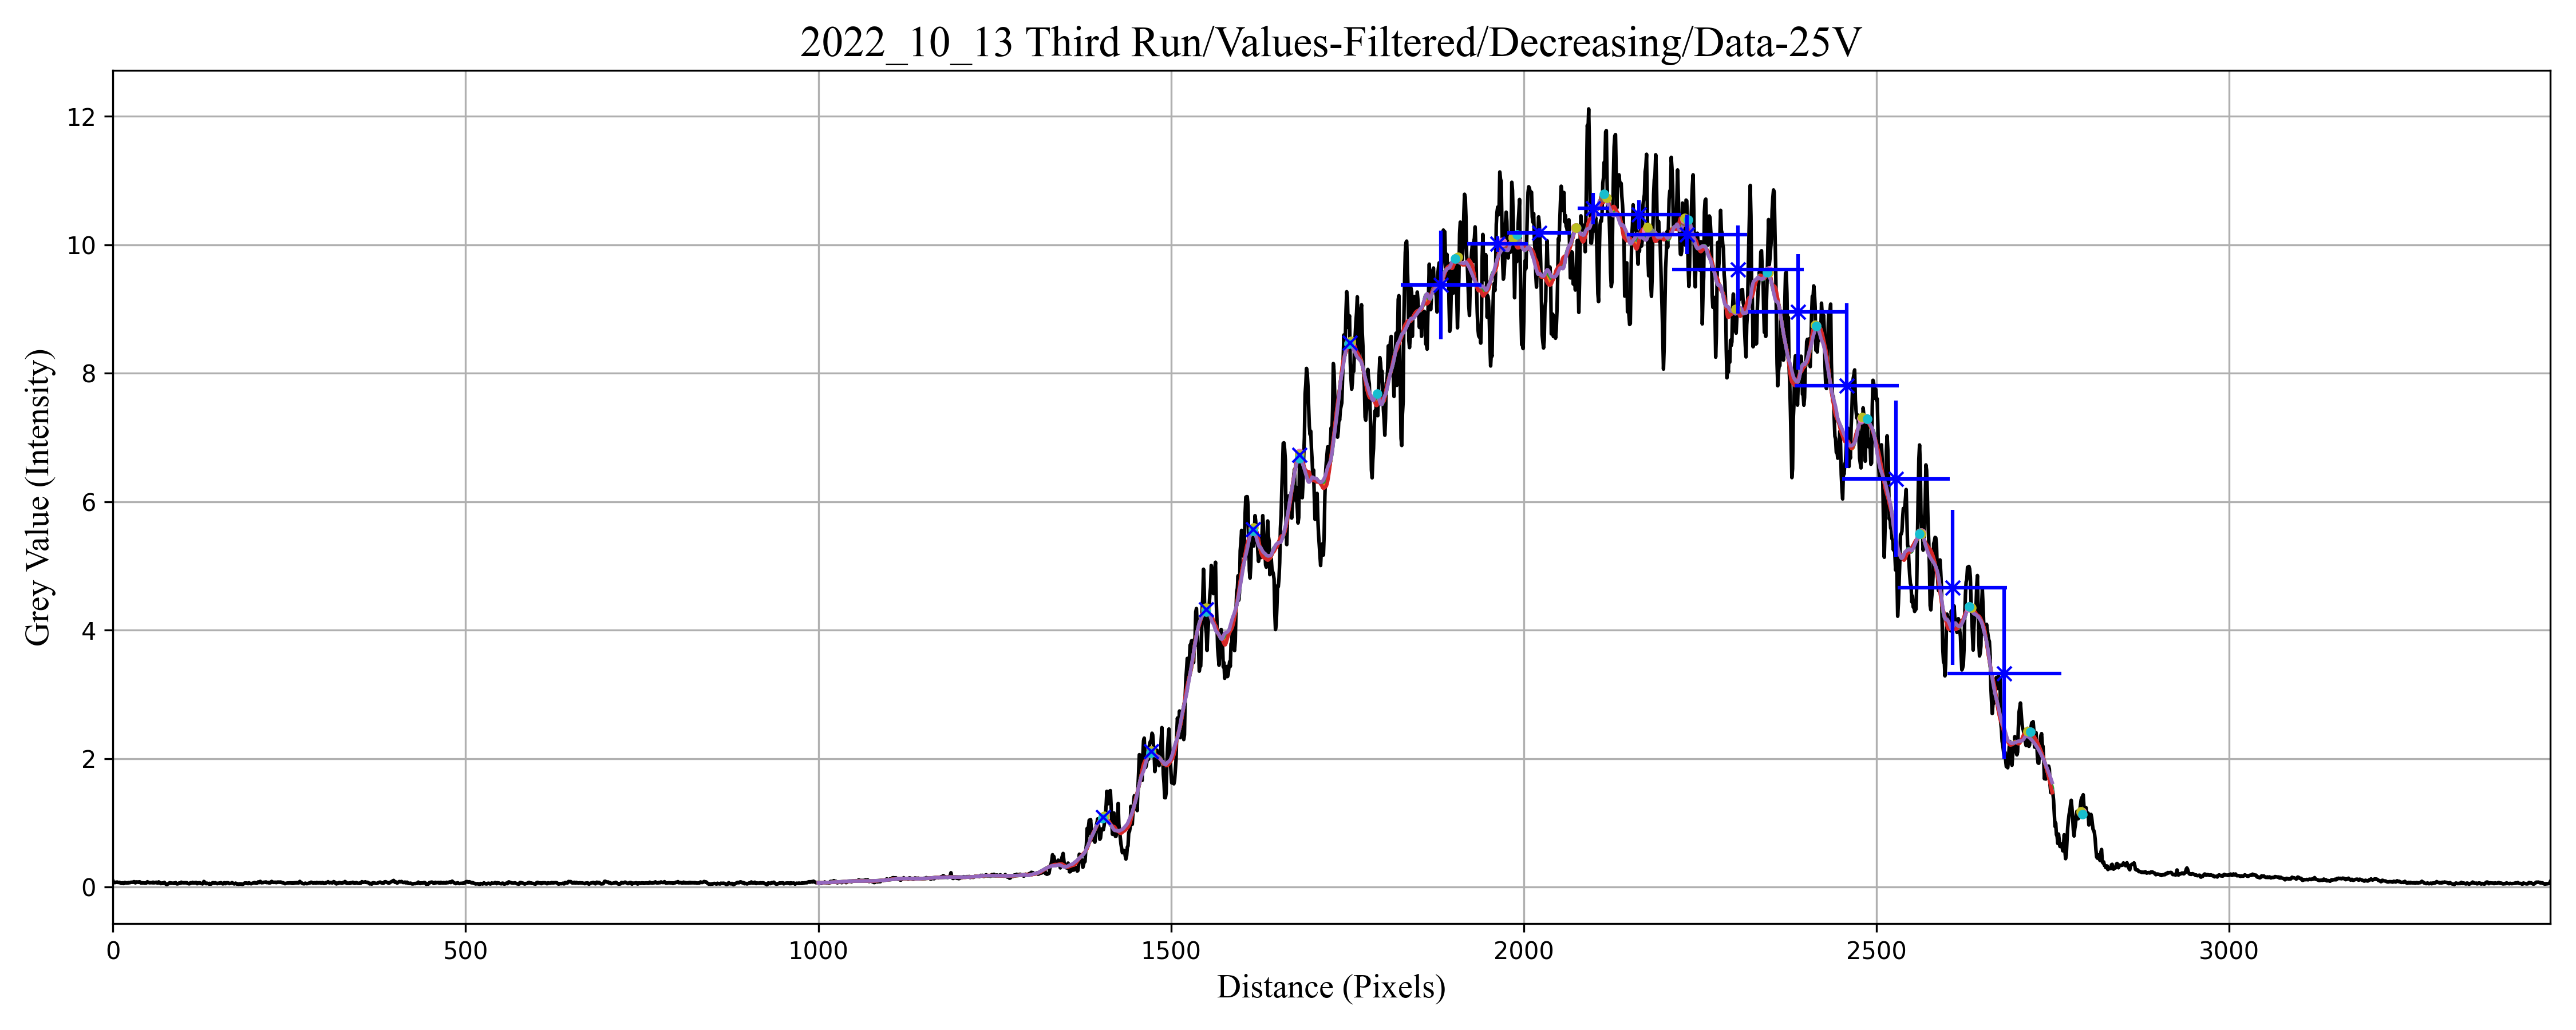 2022_10_13 Third Run/Values-Filtered/Decreasing/Data-25V
Grey Value (Intensity)
12
10
8
6
4
2
0
0 500 1000 1500 2000 2500 3000
Distance (Pixels)